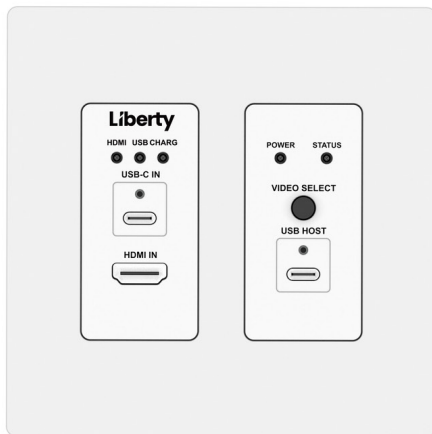 Liberty
HDMI USB CHARG
USB-C IN
HDMI IN
POWER STATUS
VIDEO SELECT
USB HOST